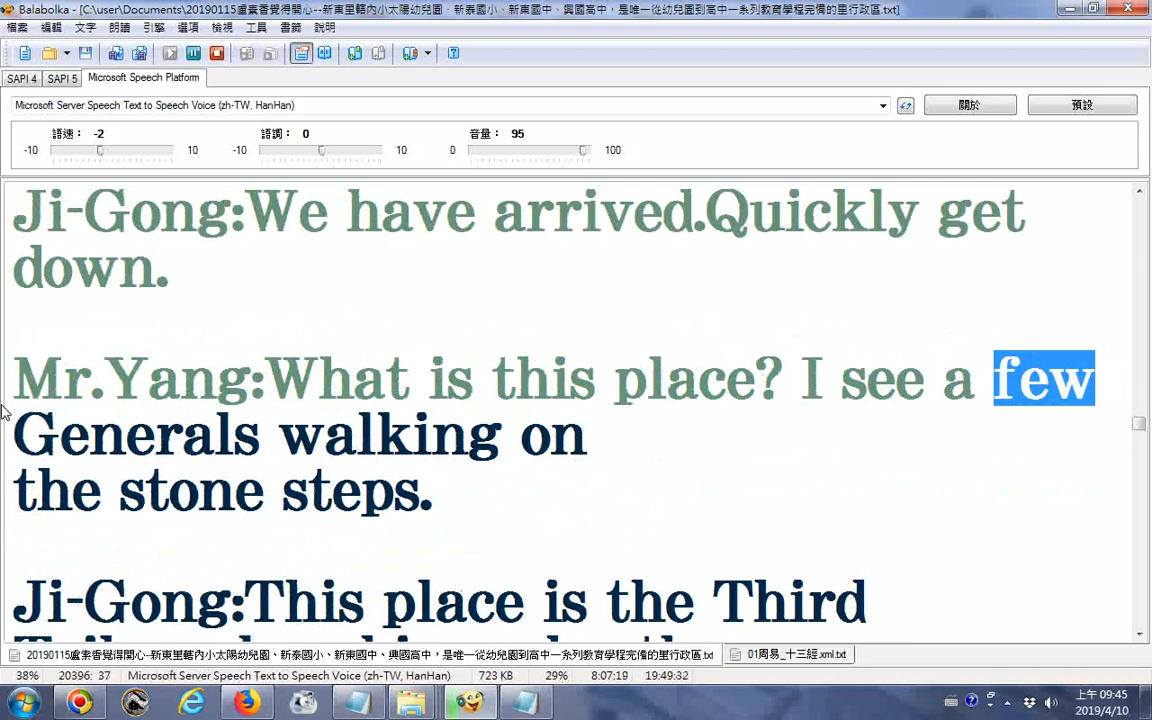 Balabolka - [C:\user\Documents\20190115盧素香覺得開心--新東里轄內小太陽幼兒園、新泰國小、新東國中、興國高中，是唯一從幼兒園到高中一系列教育學程完備的里行政區.txt]
檔案 編輯 文字 朗讀 引擎 選項 檢視 工具 書籤 說明
SAPI 4 SAPI 5 Microsoft Speech Platform
Microsoft Server Speech Text to Speech Voice (zh-TW, HanHan) 關於 預設
語速： -2 語調： 0 音量： 95
-10 10 -10 10 0 100
Ji-Gong:We have arrived.Quickly get
down.
Mr.Yang:What is this place? I see a few
Generals walking on
the stone steps.
Ji-Gong:This place is the Third
20190115盧素香覺得開心--新東里轄內小太陽幼兒園、新泰國小、新東國中、興國高中，是唯一從幼兒園到高中一系列教育學程完備的里行政區.txt 01周易_十三經.xml.txt
38% 20396: 37 Microsoft Server Speech Text to Speech Voice (zh-TW, HanHan) 723 KB 29% 8:07:19 19:49:32
上午 09:45
2019/4/10